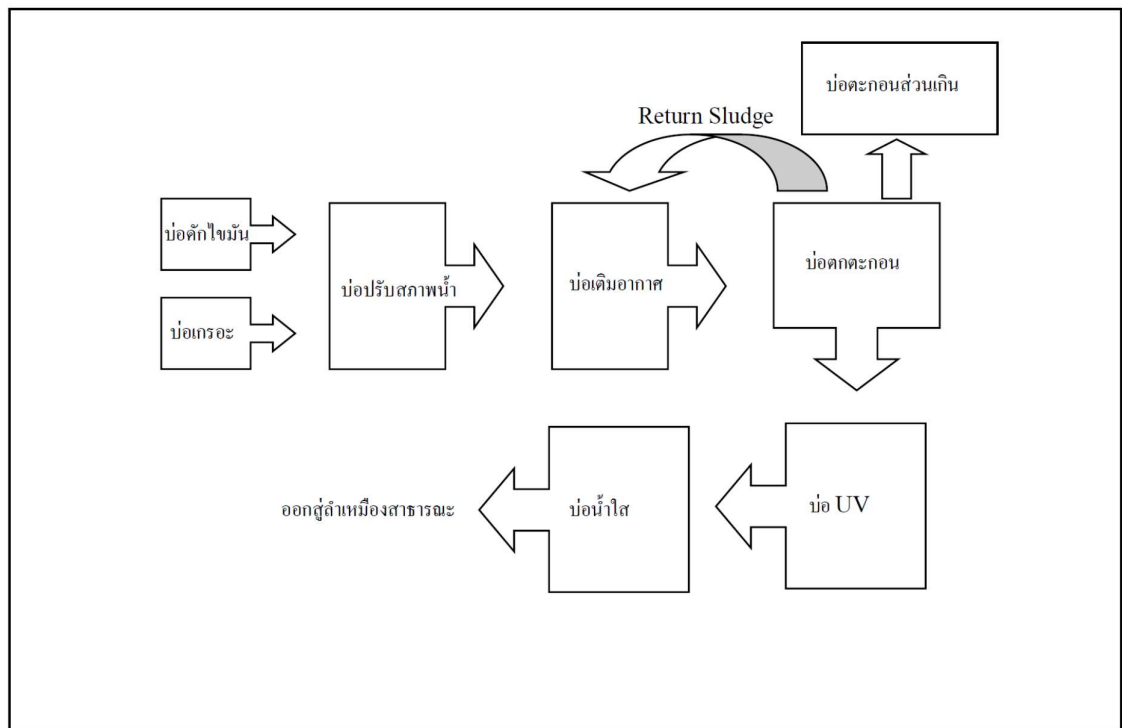 บ่อตะกอนส่วนเกิน
Return Sludge
บ่อดักไขมัน
บ่อเกรอะ
บ่อปรับสภาพน้ำ
บ่อเติมอากาศ
บ่อตกตะกอน
ออกสู่ลำเหมืองสาธารณะ
บ่อน้ำใส
บ่อ UV